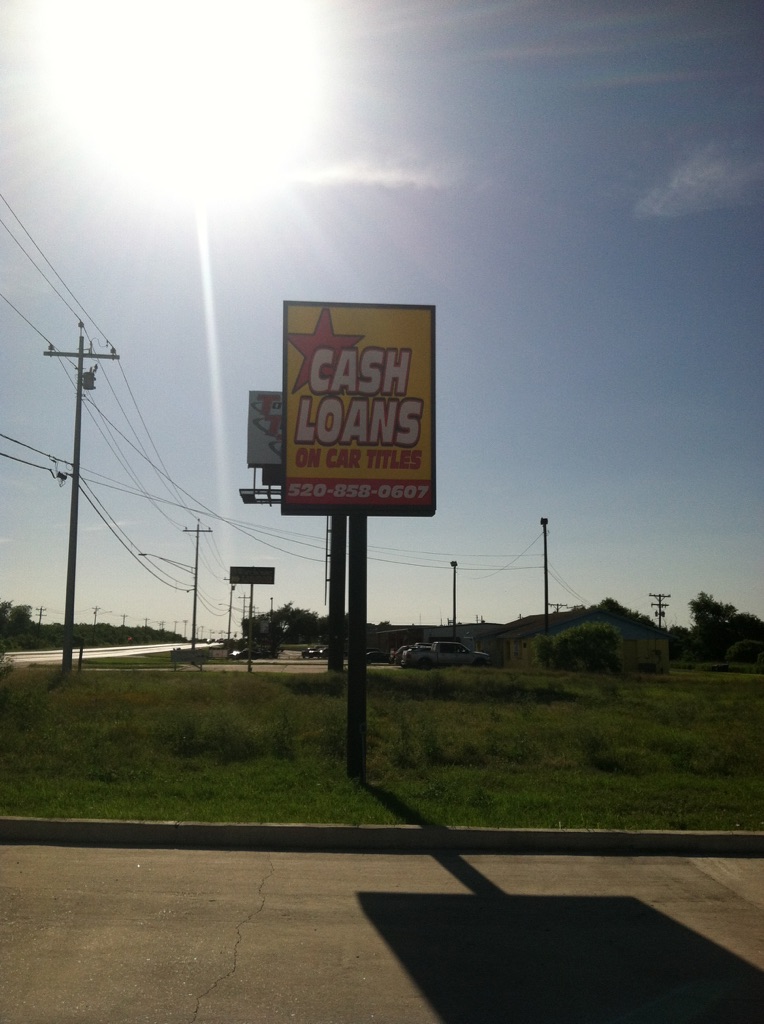 CASH
LOANS
ON CAR TITLES
520-858-0607